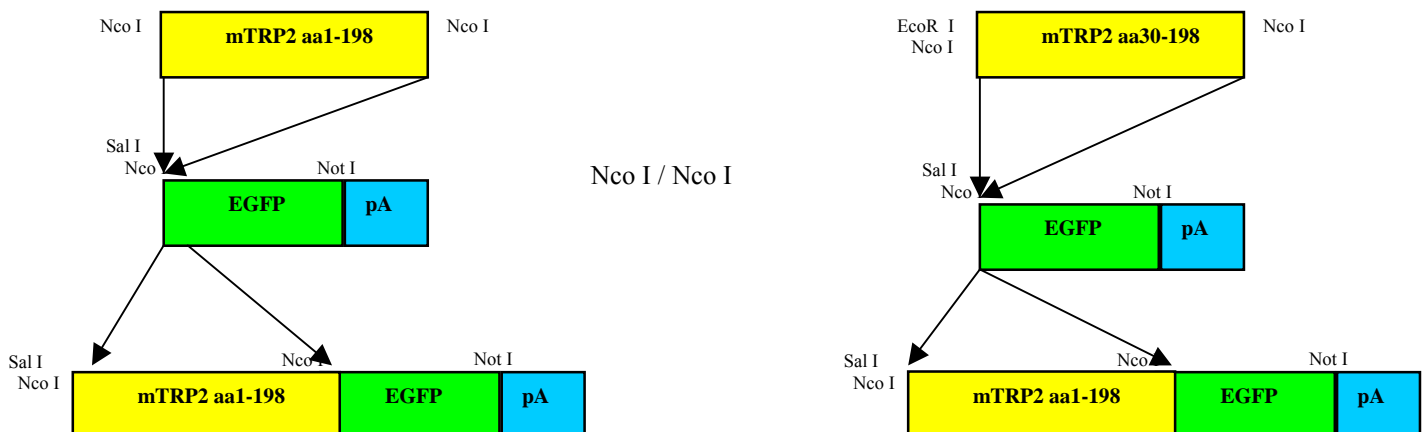 Nco I
mTRP2 aa1-198
Nco I
Sal I
Nco
Not I
EGFP
pA
Sal I
Nco I
Nco I
Not I
mTRP2 aa1-198
EGFP
pA
Nco I / Nco I
EcoR I
Nco I
mTRP2 aa30-198
Nco I
Sal I
Nco
Not I
EGFP
pA
Sal I
Nco I
Nco
Not I
mTRP2 aa1-198
EGFP
pA